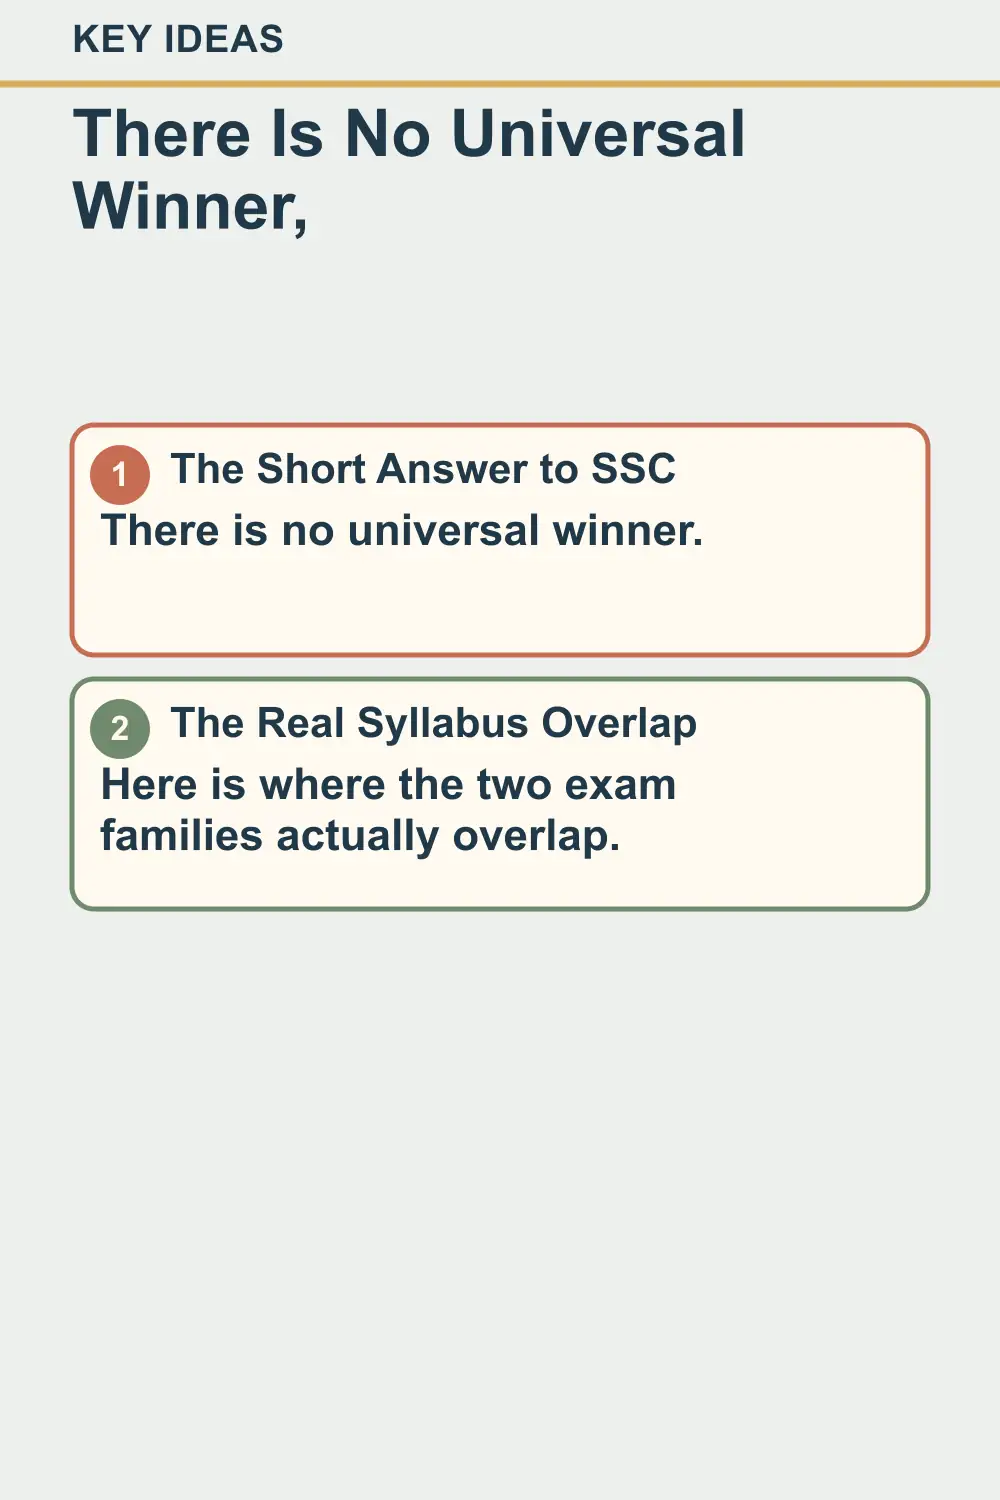 KEY IDEAS
There Is No Universal
Winner,
1 The Short Answer to SSC
There is no universal winner.
2 The Real Syllabus Overlap
Here is where the two exam
families actually overlap.